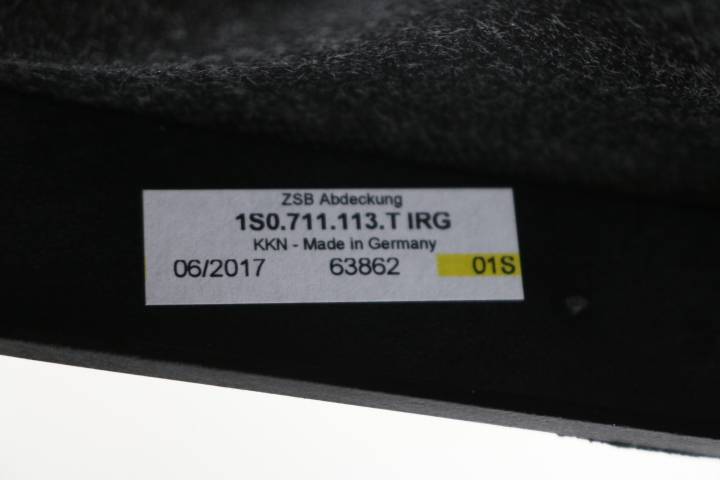 ZSB Abdeckung
1S0.711.113.T IRG
KKN - Made in Germany
06/2017 63862 01S